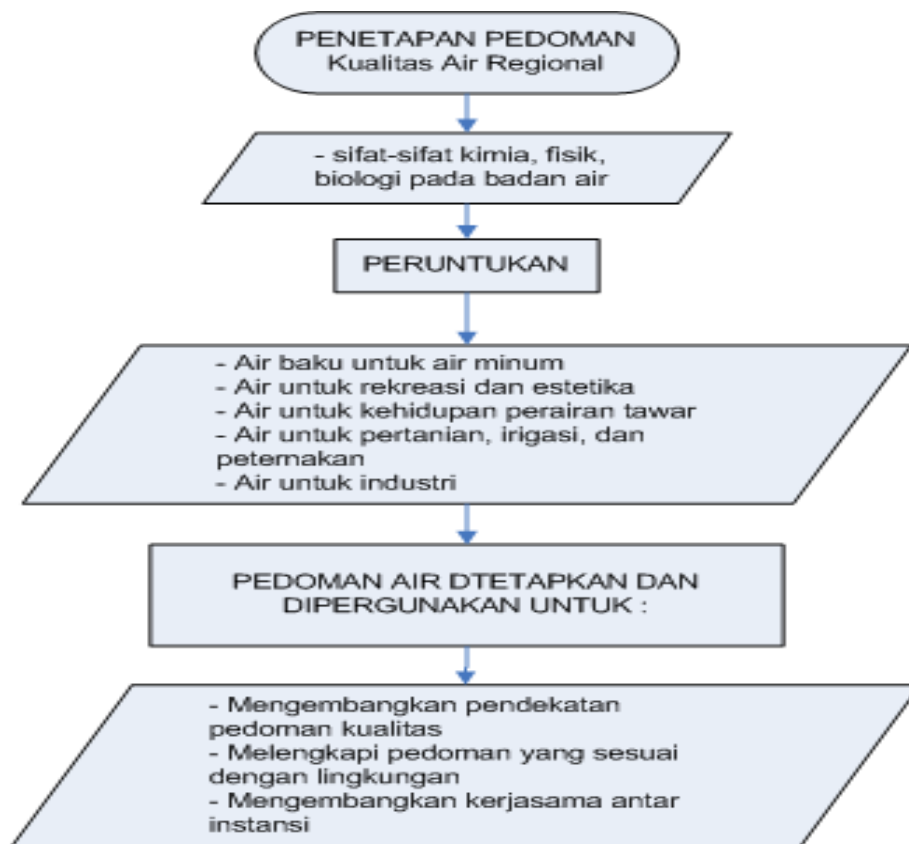 PENETAPAN PEDOMAN
Kualitas Air Regional
- sifat-sifat kimia, fisik,
biologi pada badan air
PERUNTUKAN
- Air baku untuk air minum
- Air untuk rekreasi dan estetika
- Air untuk kehidupan perairan tawar
- Air untuk pertanian, irigasi, dan
peternakan
- Air untuk industri
PEDOMAN AIR DTETAPKAN DAN
DIPERGUNAKAN UNTUK :
- Mengembangkan pendekatan
pedoman kualitas
- Melengkapi pedoman yang sesuai
dengan lingkungan
- Mengembangkan kerjasama antar
instansi